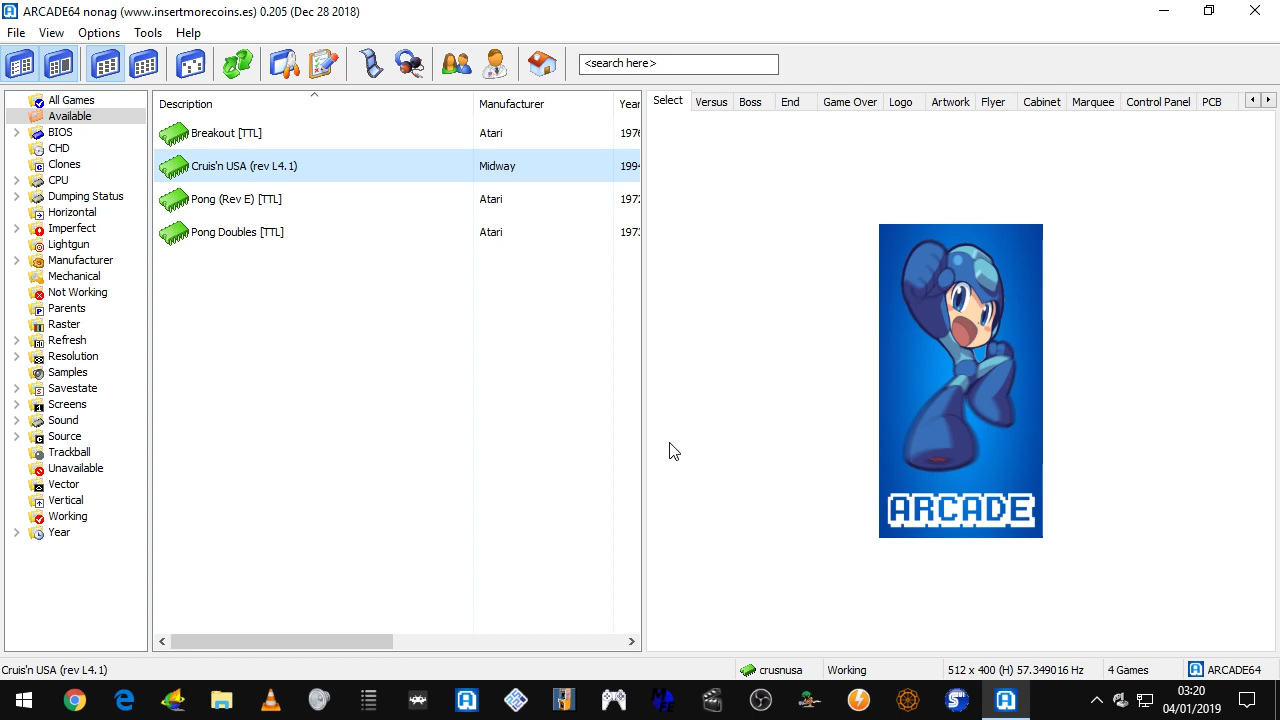 ARCADE64 nonag (www.insertmorecoins.es) 0.205 (Dec 28 2018)
File View Options Tools Help
<search here>
All Games
Available
BIOS
CHD
Clones
CPU
Dumping Status
Horizontal
Imperfect
Lightgun
Manufacturer
Mechanical
Not Working
Parents
Raster
Refresh
Resolution
Samples
Savestate
Screens
Sound
Source
Trackball
Unavailable
Vector
Vertical
Working
Year
Description Manufacturer Year
Breakout [TTL] Atari 1976
Cruis'n USA (rev L4.1) Midway 1994
Pong (Rev E) [TTL] Atari 1972
Pong Doubles [TTL] Atari 1973
Select Versus Boss End Game Over Logo Artwork Flyer Cabinet Marquee Control Panel PCB
ARCADE
Cruis'n USA (rev L4.1) crusnusa Working 512 x 400 (H) 57.349016 Hz 4 Games ARCADE64
03:20
04/01/2019